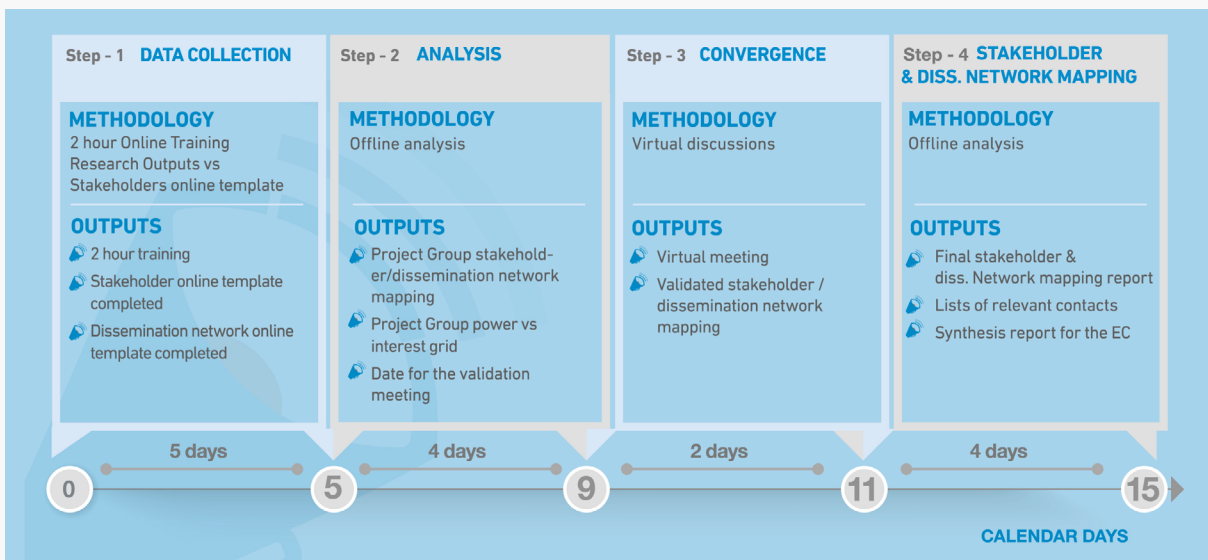 Step - 1 DATA COLLECTION
METHODOLOGY
2 hour Online Training
Research Outputs vs
Stakeholders online template
OUTPUTS
2 hour training
Stakeholder online template
completed
Dissemination network online
template completed
Step - 2 ANALYSIS
METHODOLOGY
Offline analysis
OUTPUTS
Project Group stakehold-
er/dissemination network
mapping
Project Group power vs
interest grid
Date for the validation
meeting
Step - 3 CONVERGENCE
METHODOLOGY
Virtual discussions
OUTPUTS
Virtual meeting
Validated stakeholder /
dissemination network
mapping
Step - 4 STAKEHOLDER
& DISS. NETWORK MAPPING
METHODOLOGY
Offline analysis
OUTPUTS
Final stakeholder &
diss. Network mapping report
Lists of relevant contacts
Synthesis report for the EC
5 days
4 days
2 days
4 days
0
5
9
11
15
CALENDAR DAYS